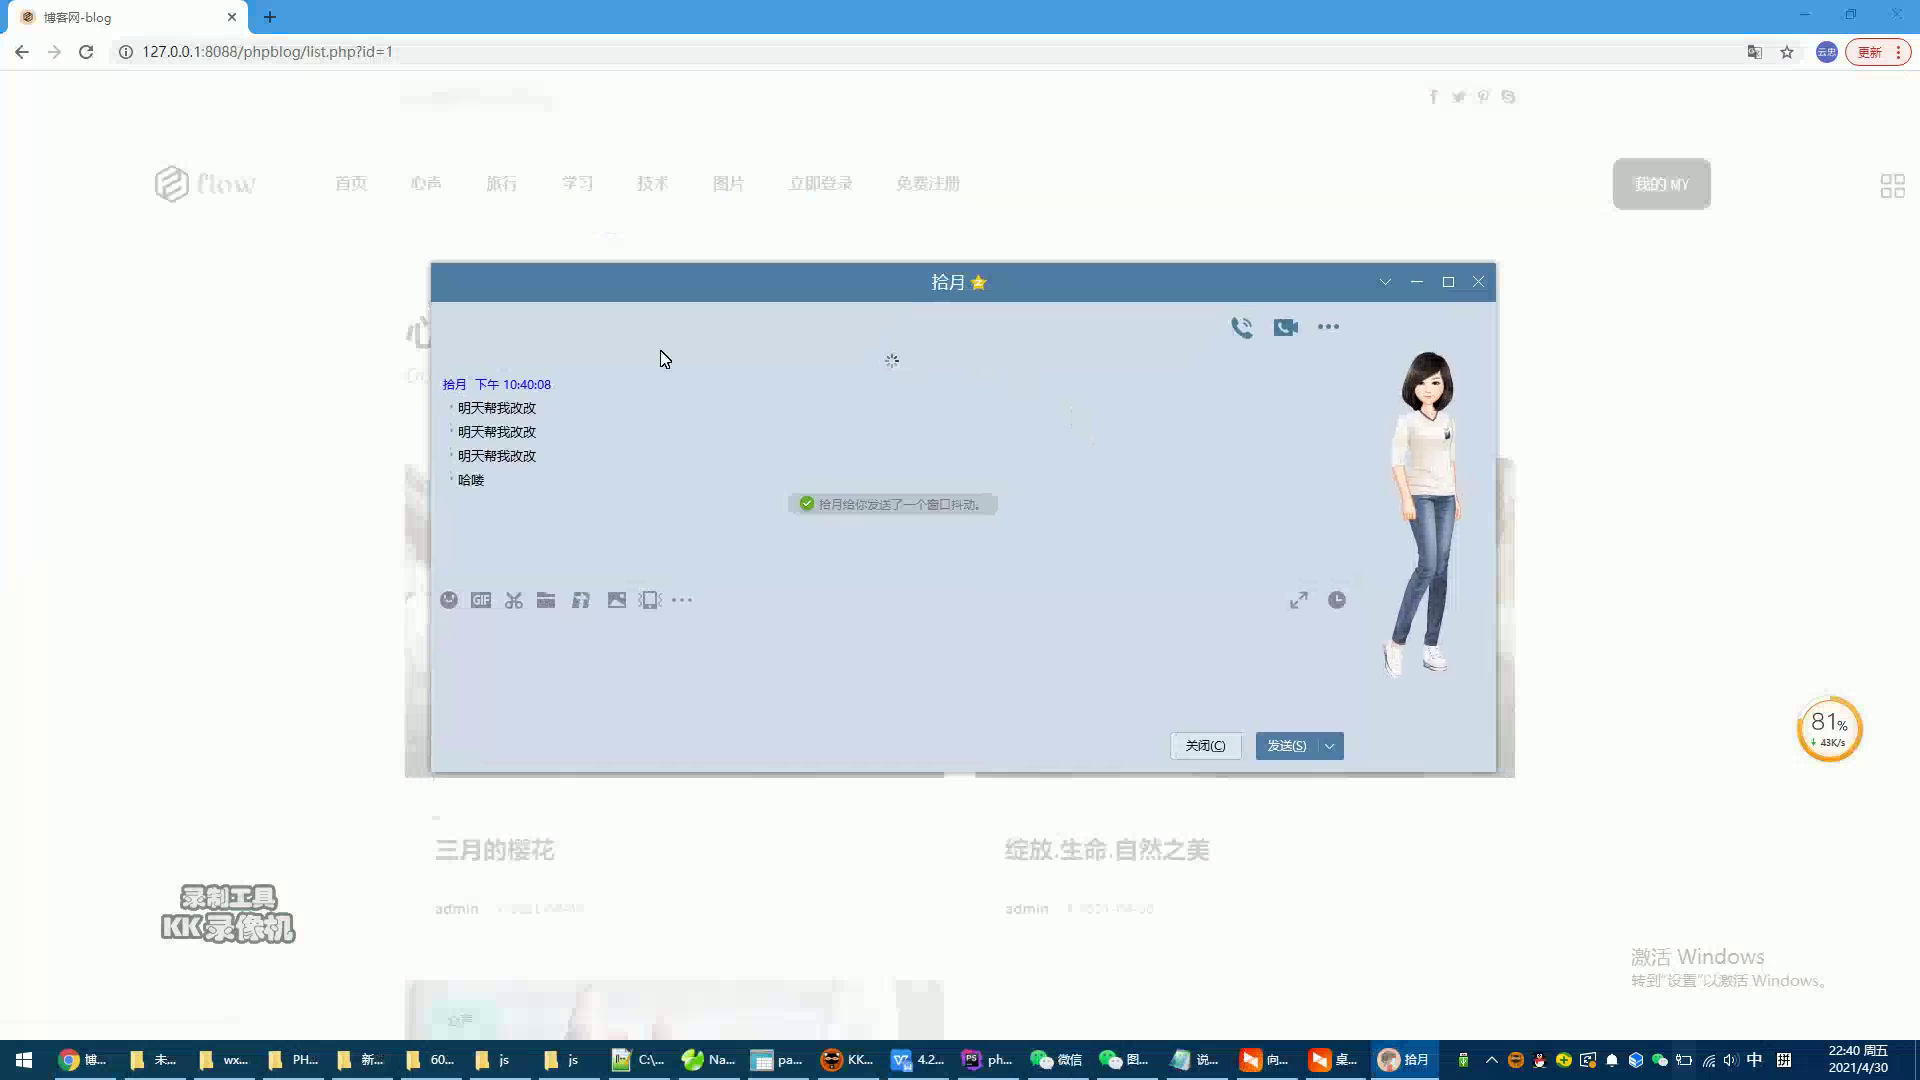 博客网-blog
127.0.0.1:8088/phpblog/list.php?id=1
云忠
更新
flow
首页 心声 旅行 学习 技术 图片 立即登录 免费注册
我的 MY
拾月
拾月 下午 10:40:08
明天帮我改改
明天帮我改改
明天帮我改改
哈喽
拾月给你发送了一个窗口抖动。
GIF
关闭(C)
发送(S)
81%
43K/s
三月的樱花
绽放.生命.自然之美
admin
admin
录制工具
KK录像机
激活 Windows
转到“设置”以激活 Windows。
博... 未... wx... PH... 新... 60... js js C:\... Na... pa... KK... 4.2... ph... 微信 图... 说... 向... 桌... 拾月
中 拼
22:40 周五
2021/4/30